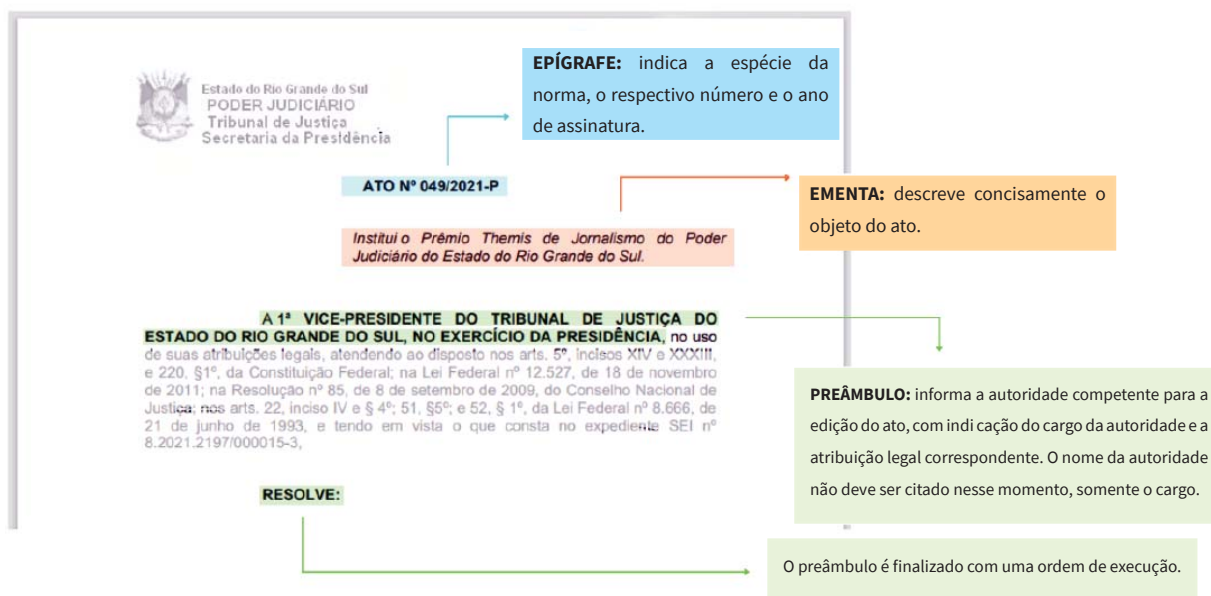 Estado do Rio Grande do Sul
PODER JUDICIÁRIO
Tribunal de Justiça
Secretaria da Presidência
EPÍGRAFE: indica a espécie da
norma, o respectivo número e o ano
de assinatura.
ATO Nº 049/2021-P
EMENTA: descreve concisamente o
objeto do ato.
Institui o Prêmio Themis de Jornalismo do Poder
Judiciário do Estado do Rio Grande do Sul.
A 1ª VICE-PRESIDENTE DO TRIBUNAL DE JUSTIÇA DO
ESTADO DO RIO GRANDE DO SUL, NO EXERCÍCIO DA PRESIDÊNCIA, no uso
de suas atribuições legais, atendendo ao disposto nos arts. 5º, incisos XIV e XXXIII,
e 220, §1º, da Constituição Federal; na Lei Federal nº 12.527, de 18 de novembro
de 2011; na Resolução nº 85, de 8 de setembro de 2009, do Conselho Nacional de
Justiça; nos arts. 22, inciso IV e § 4º; 51, §5º; e 52, § 1º, da Lei Federal nº 8.666, de
21 de junho de 1993, e tendo em vista o que consta no expediente SEI nº
8.2021.2197/000015-3,
RESOLVE:
PREÂMBULO: informa a autoridade competente para a
edição do ato, com indi cação do cargo da autoridade e a
atribuição legal correspondente. O nome da autoridade
não deve ser citado nesse momento, somente o cargo.
O preâmbulo é finalizado com uma ordem de execução.